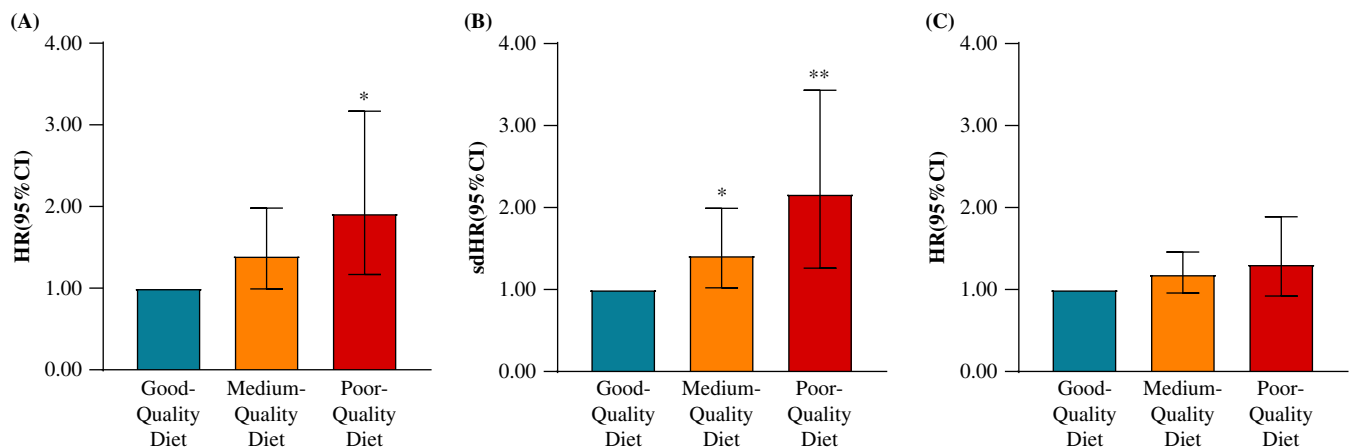 (A)
HR(95%CI)
4.00
3.00
2.00
1.00
0.00
*
Good-
Quality
Diet
Medium-
Quality
Diet
Poor-
Quality
Diet
(B)
sdHR(95%CI)
4.00
3.00
2.00
1.00
0.00
*
**
Good-
Quality
Diet
Medium-
Quality
Diet
Poor-
Quality
Diet
(C)
HR(95%CI)
4.00
3.00
2.00
1.00
0.00
Good-
Quality
Diet
Medium-
Quality
Diet
Poor-
Quality
Diet